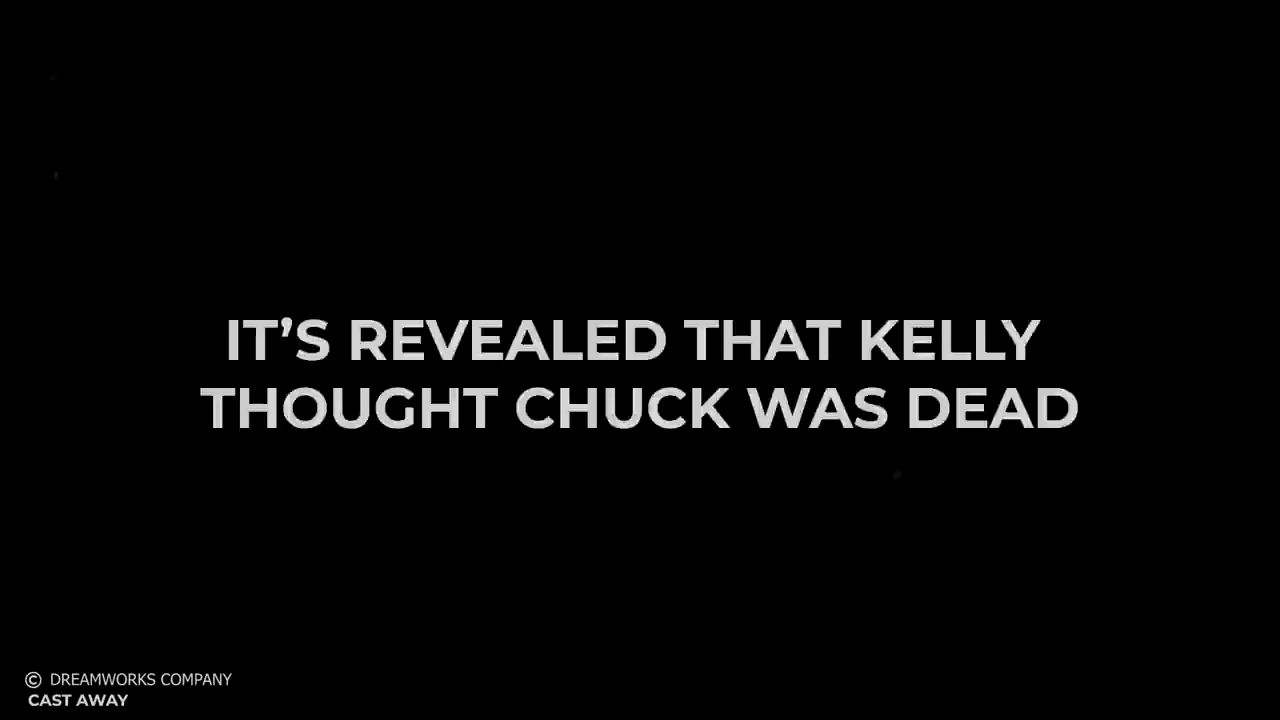 IT’S REVEALED THAT KELLY
THOUGHT CHUCK WAS DEAD
© DREAMWORKS COMPANY
CAST AWAY